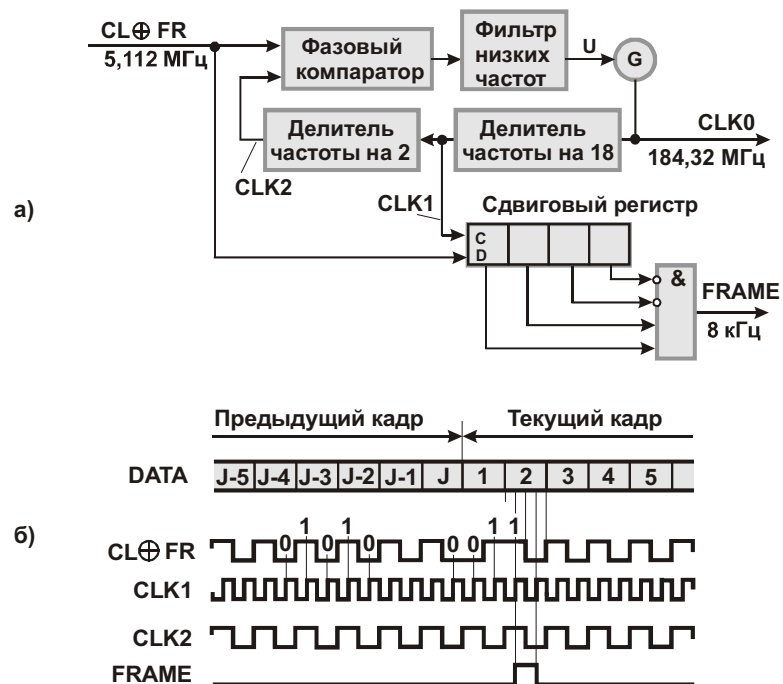 CL⊕FR
5,112 МГц
Фазовый
компаратор
Фильтр
низких
частот
U
G
CLK0
184,32 МГц
Делитель
частоты на 2
Делитель
частоты на 18
CLK2
CLK1
а)
Сдвиговый регистр
C
D
&
FRAME
8 кГц
Предыдущий кадр
Текущий кадр
DATA
J-5 J-4 J-3 J-2 J-1 J 1 2 3 4 5
б)
CL⊕FR
0 1 0 1 0 0 0 1 1
CLK1
CLK2
FRAME